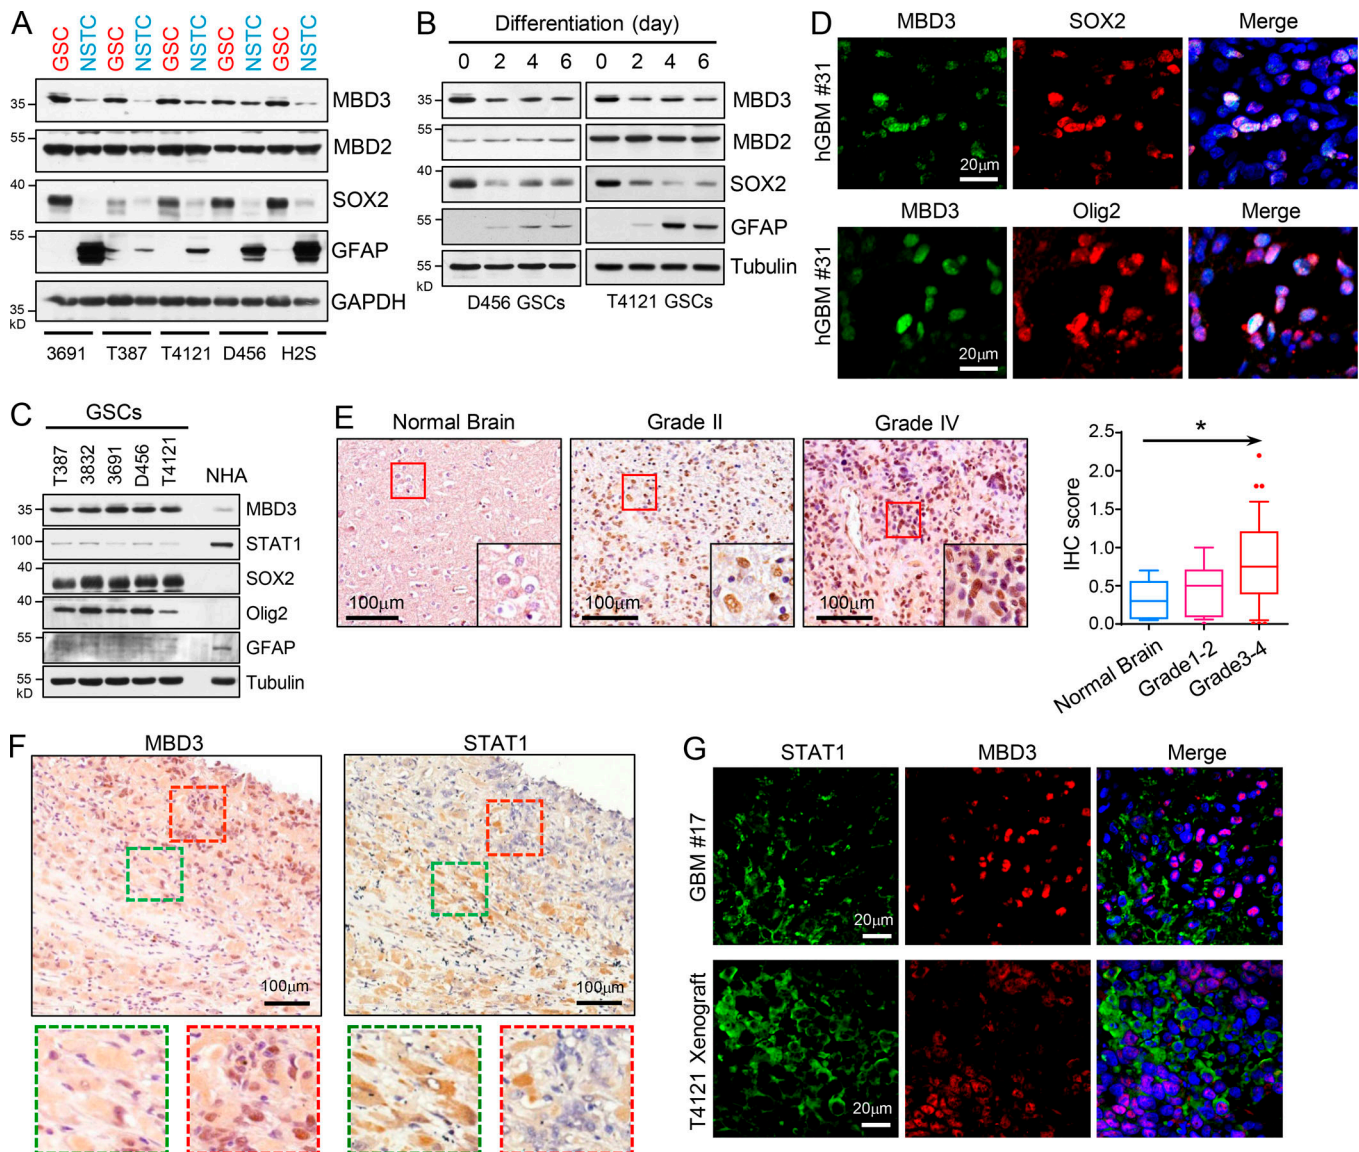 A
GSC NSTC GSC NSTC GSC NSTC GSC NSTC GSC NSTC
35
MBD3
55
MBD2
40
SOX2
55
GFAP
35
GAPDH
kD
3691 T387 T4121 D456 H2S
B
Differentiation (day)
0 2 4 6 0 2 4 6
35
MBD3
55
MBD2
40
SOX2
55
GFAP
55
Tubulin
kD
D456 GSCs T4121 GSCs
C
GSCs
T387 3832 3691 D456 T4121 NHA
35
MBD3
100
STAT1
40
SOX2
40
Olig2
55
GFAP
55
Tubulin
kD
D
MBD3 SOX2 Merge
hGBM #31
20μm
MBD3 Olig2 Merge
hGBM #31
20μm
E
Normal Brain Grade II Grade IV
100μm 100μm 100μm
IHC score
2.5
2.0
1.5
1.0
0.5
0.0
*
Normal Brain
Grade1-2
Grade3-4
F
MBD3 STAT1
100μm 100μm
G
STAT1 MBD3 Merge
GBM #17
20μm
T4121 Xenograft
20μm